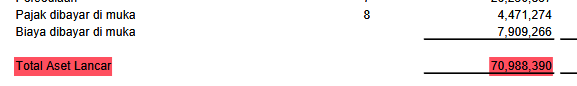 Pajak dibayar di muka 8 4,471,274
Biaya dibayar di muka 7,909,266
Total Aset Lancar 70,988,390